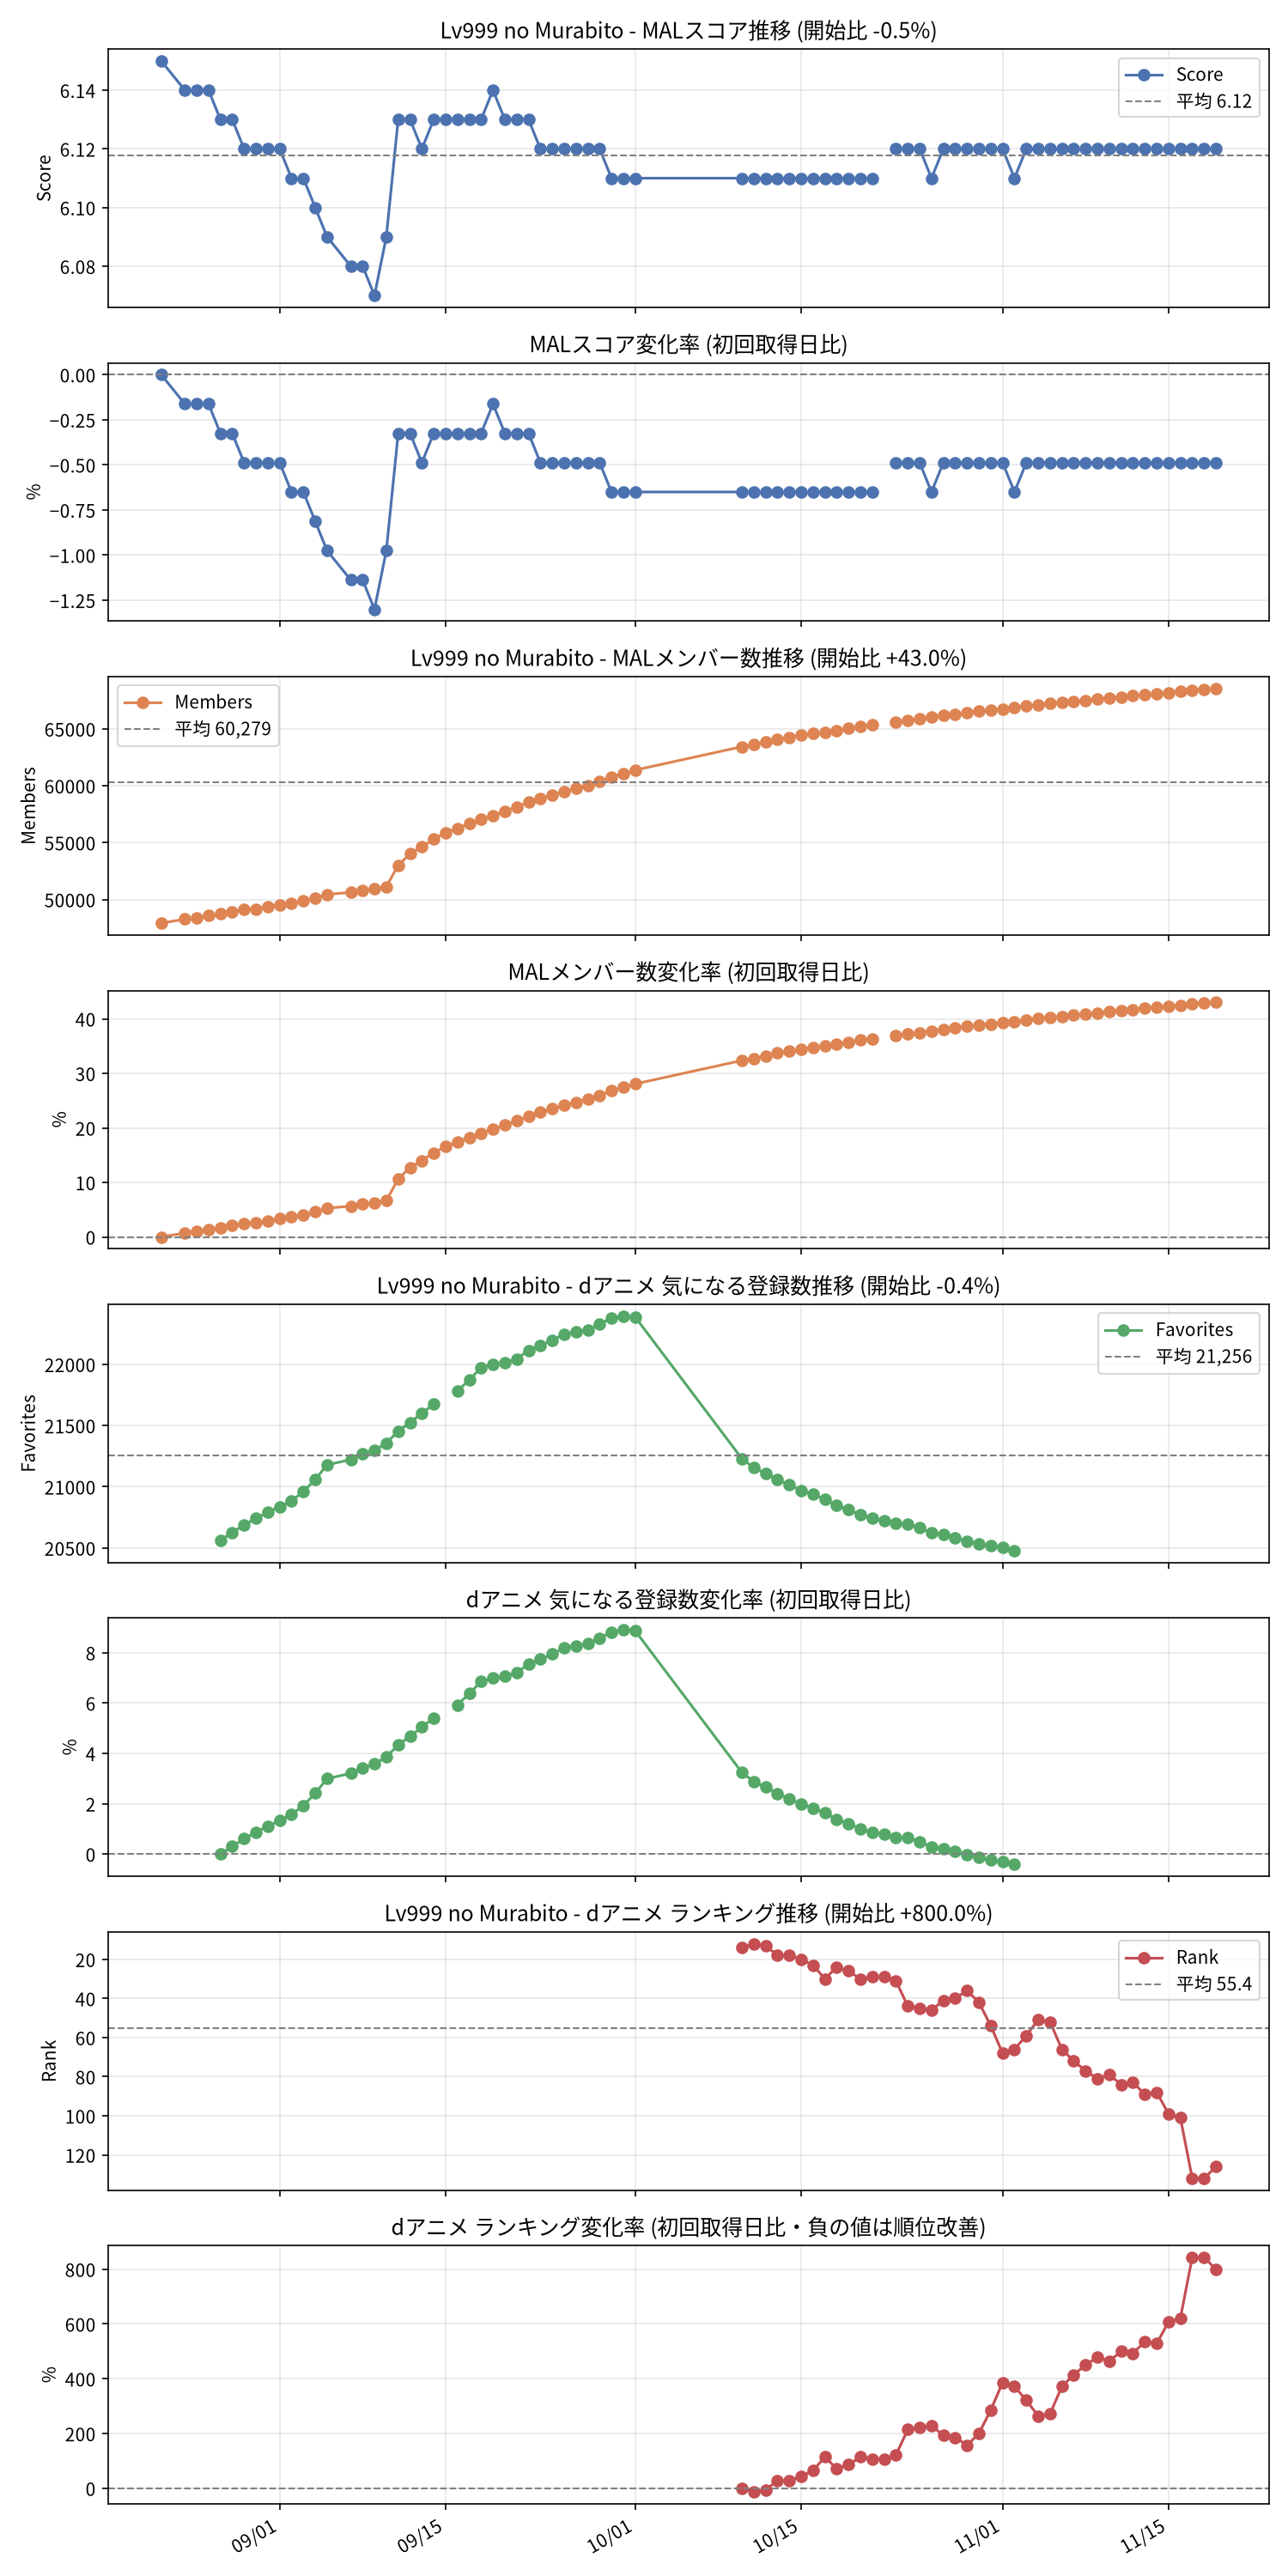 Lv999 no Murabito - MALスコア推移 (開始比 -0.5%)
Score
平均 6.12
6.14
6.12
6.10
6.08
Score
MALスコア変化率 (初回取得日比)
0.00
−0.25
−0.50
−0.75
−1.00
−1.25
%
Lv999 no Murabito - MALメンバー数推移 (開始比 +43.0%)
Members
平均 60,279
65000
60000
55000
50000
Members
MALメンバー数変化率 (初回取得日比)
40
30
20
10
0
%
Lv999 no Murabito - dアニメ 気になる登録数推移 (開始比 -0.4%)
Favorites
平均 21,256
22000
21500
21000
20500
Favorites
dアニメ 気になる登録数変化率 (初回取得日比)
8
6
4
2
0
%
Lv999 no Murabito - dアニメ ランキング推移 (開始比 +800.0%)
Rank
平均 55.4
20
40
60
80
100
120
Rank
dアニメ ランキング変化率 (初回取得日比・負の値は順位改善)
800
600
400
200
0
%
09/01
09/15
10/01
10/15
11/01
11/15